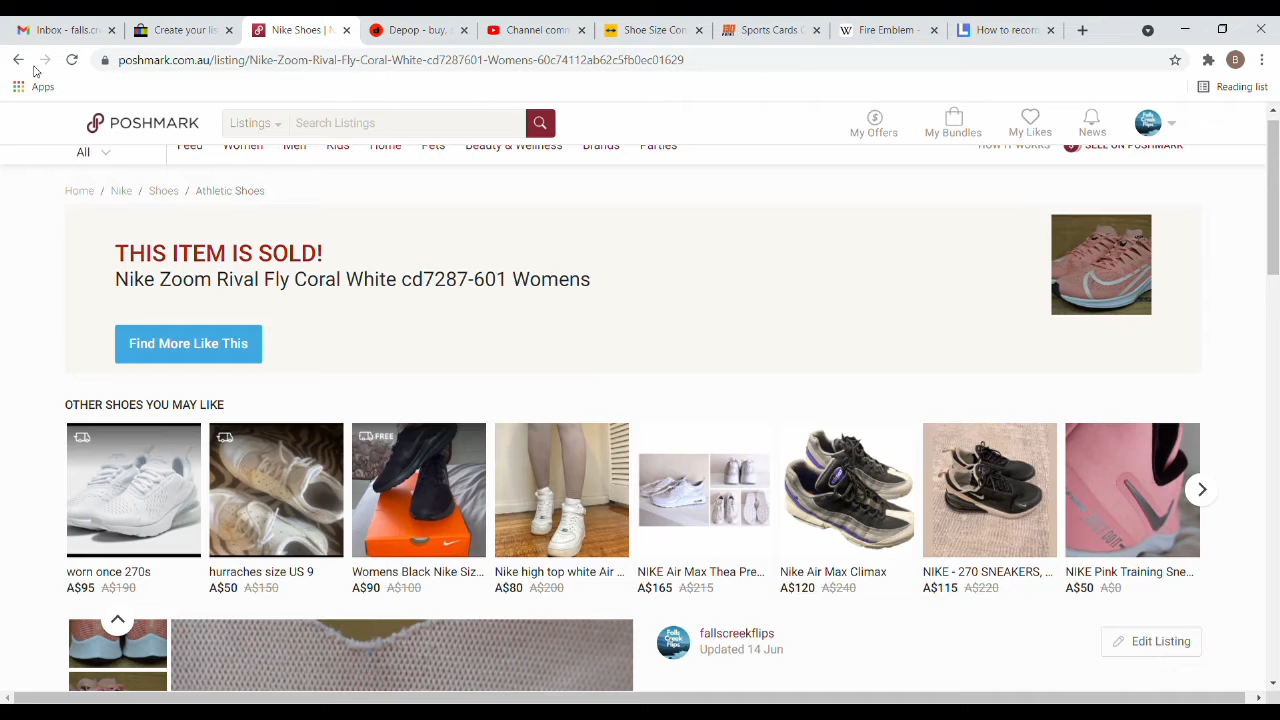 Inbox - falls.cr
Create your lis
Nike Shoes | N
Depop - buy, s
Channel comm
Shoe Size Con
Sports Cards C
Fire Emblem -
How to recor
poshmark.com.au/listing/Nike-Zoom-Rival-Fly-Coral-White-cd7287601-Womens-60c74112ab62c5fb0ec01629
B
Apps
Reading list
POSHMARK
Listings
Search Listings
My Offers
My Bundles
My Likes
News
All
Feed
Women
Men
Kids
Home
Pets
Beauty & Wellness
Brands
Parties
HOW IT WORKS
SELL ON POSHMARK
Home / Nike / Shoes / Athletic Shoes
THIS ITEM IS SOLD!
Nike Zoom Rival Fly Coral White cd7287-601 Womens
Find More Like This
OTHER SHOES YOU MAY LIKE
FREE
worn once 270s
A$95 A$190
hurraches size US 9
A$50 A$150
Womens Black Nike Siz...
A$90 A$100
Nike high top white Air ...
A$80 A$200
NIKE Air Max Thea Pre...
A$165 A$215
Nike Air Max Climax
A$120 A$240
NIKE - 270 SNEAKERS, ...
A$115 A$220
NIKE Pink Training Sne...
A$50 A$0
Falls Creek Flips
fallscreekflips
Updated 14 Jun
Edit Listing